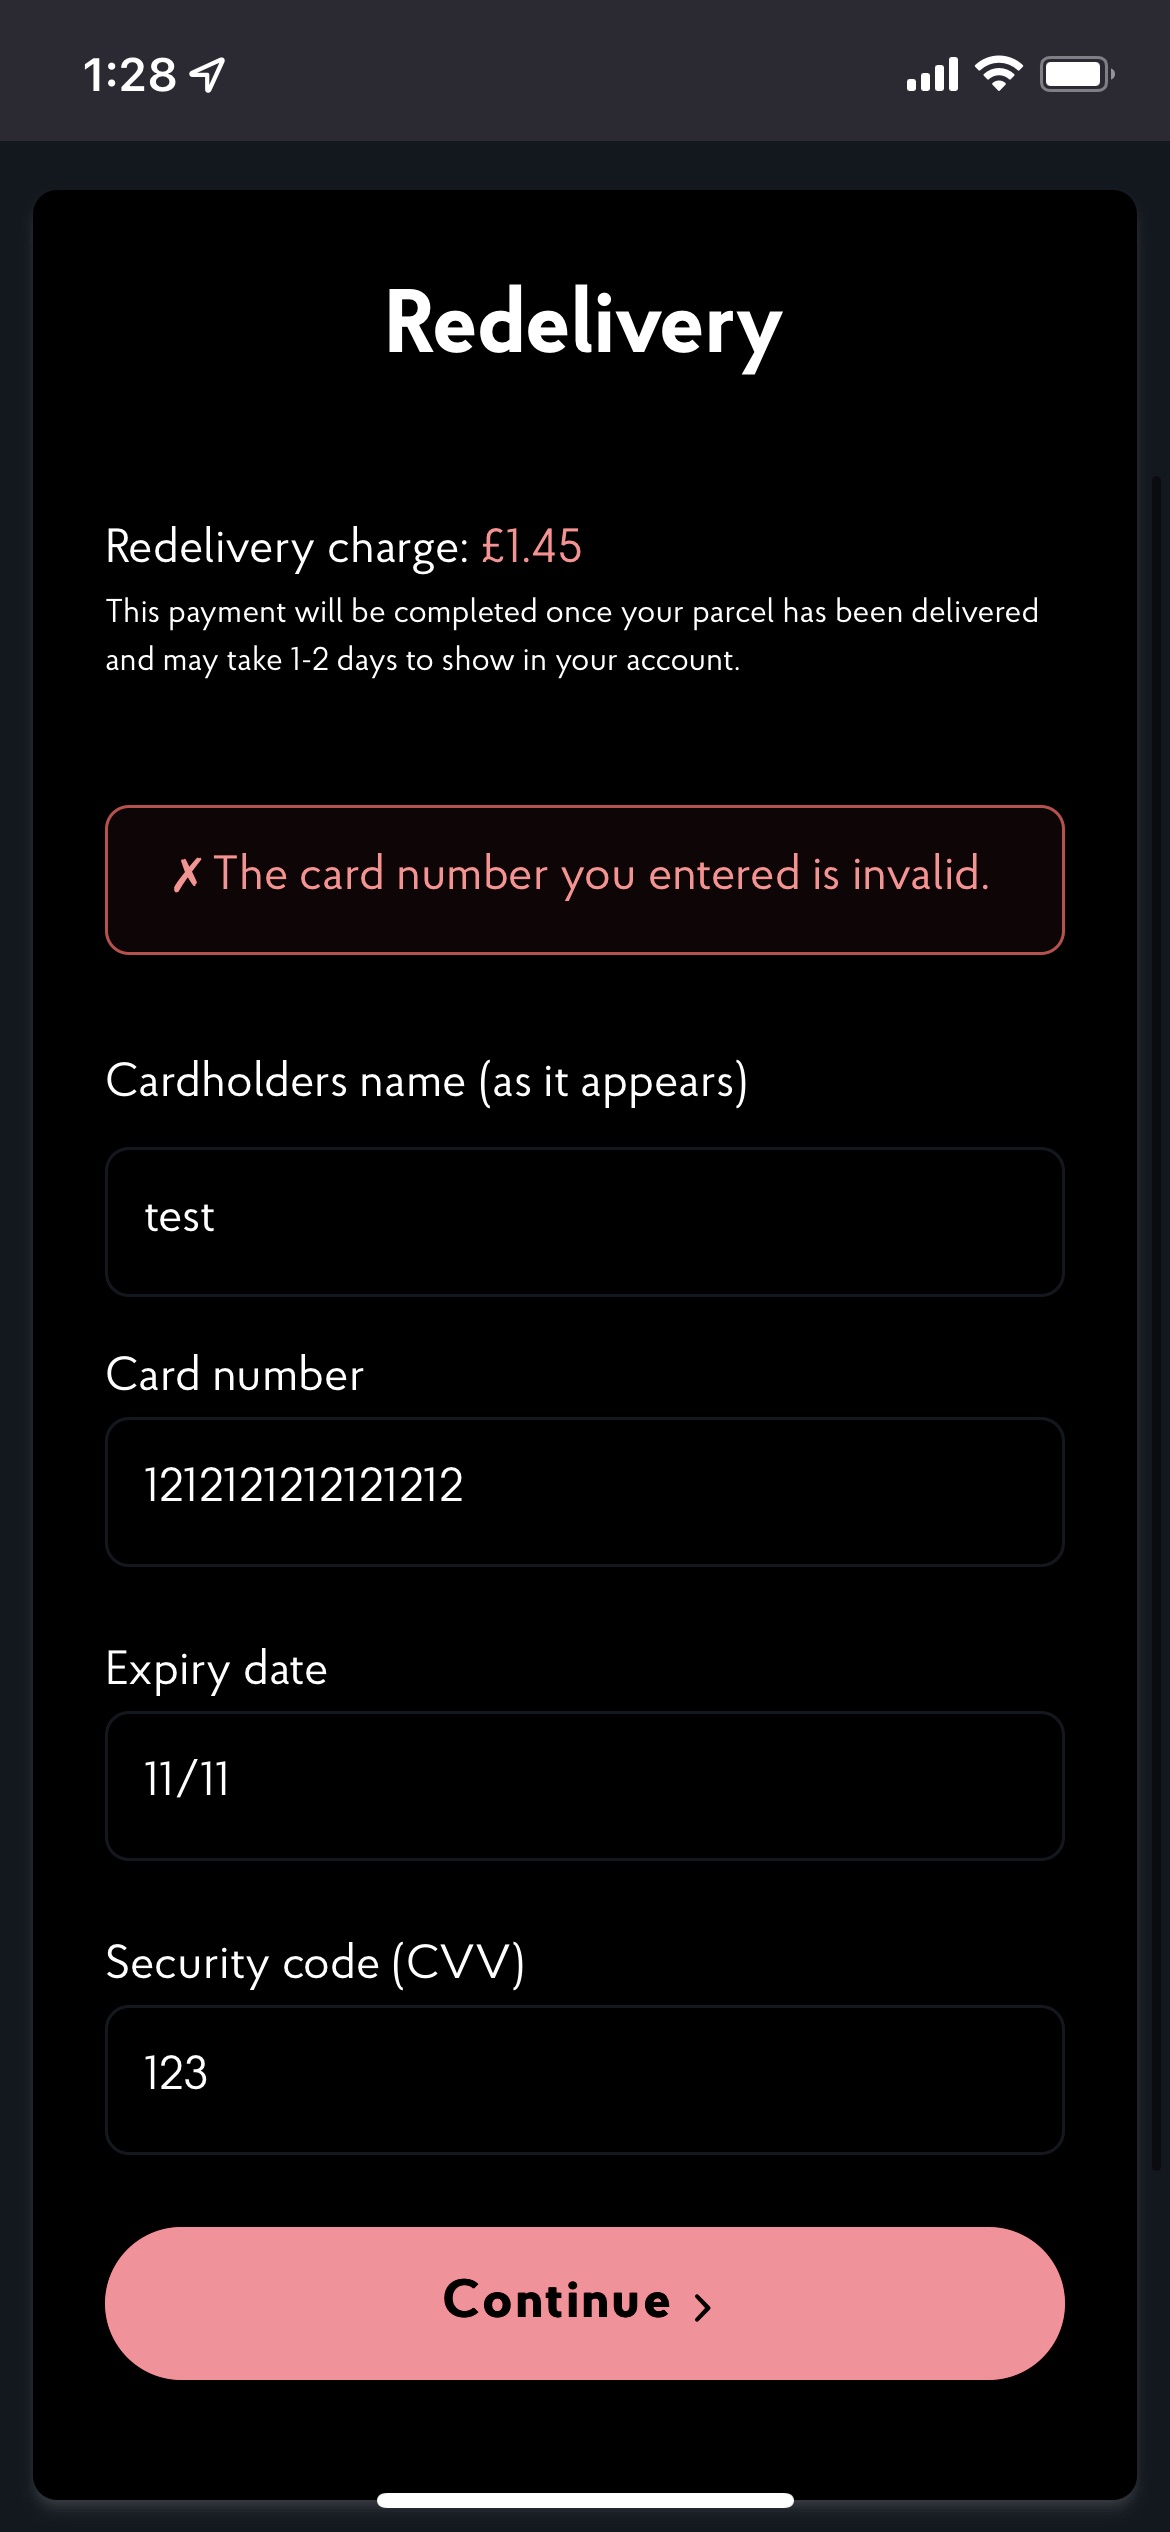 1:28
Redelivery
Redelivery charge: £1.45
This payment will be completed once your parcel has been delivered
and may take 1-2 days to show in your account.
✗ The card number you entered is invalid.
Cardholders name (as it appears)
test
Card number
1212121212121212
Expiry date
11/11
Security code (CVV)
123
Continue ›